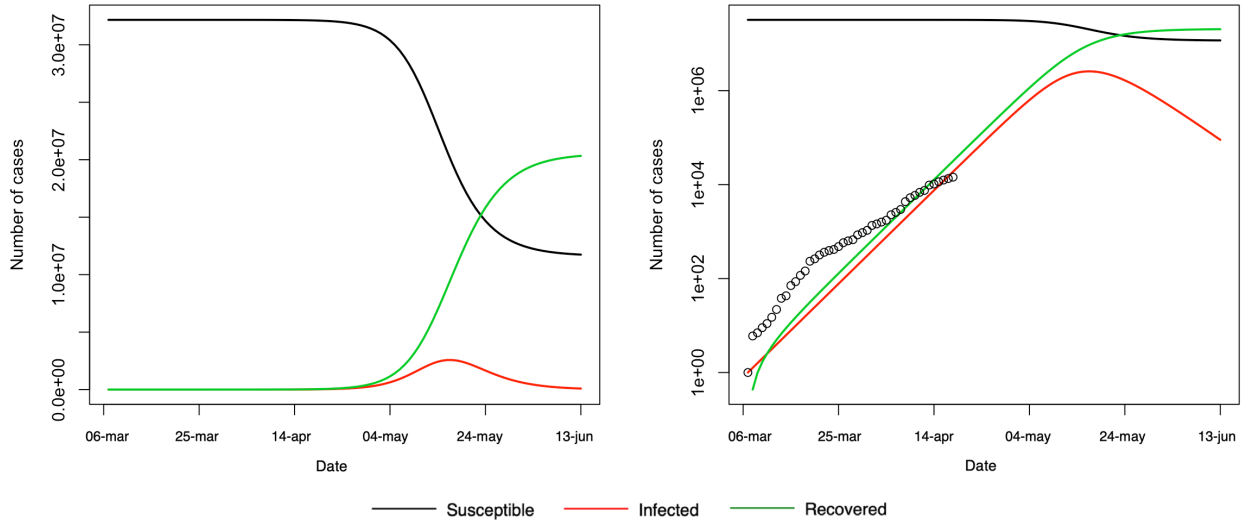 Number of cases
3.0e+07
2.0e+07
1.0e+07
0.0e+00
06-mar 25-mar 14-apr 04-may 24-may 13-jun
Date
Number of cases
1e+06
1e+04
1e+02
1e+00
06-mar 25-mar 14-apr 04-may 24-may 13-jun
Date
Susceptible Infected Recovered